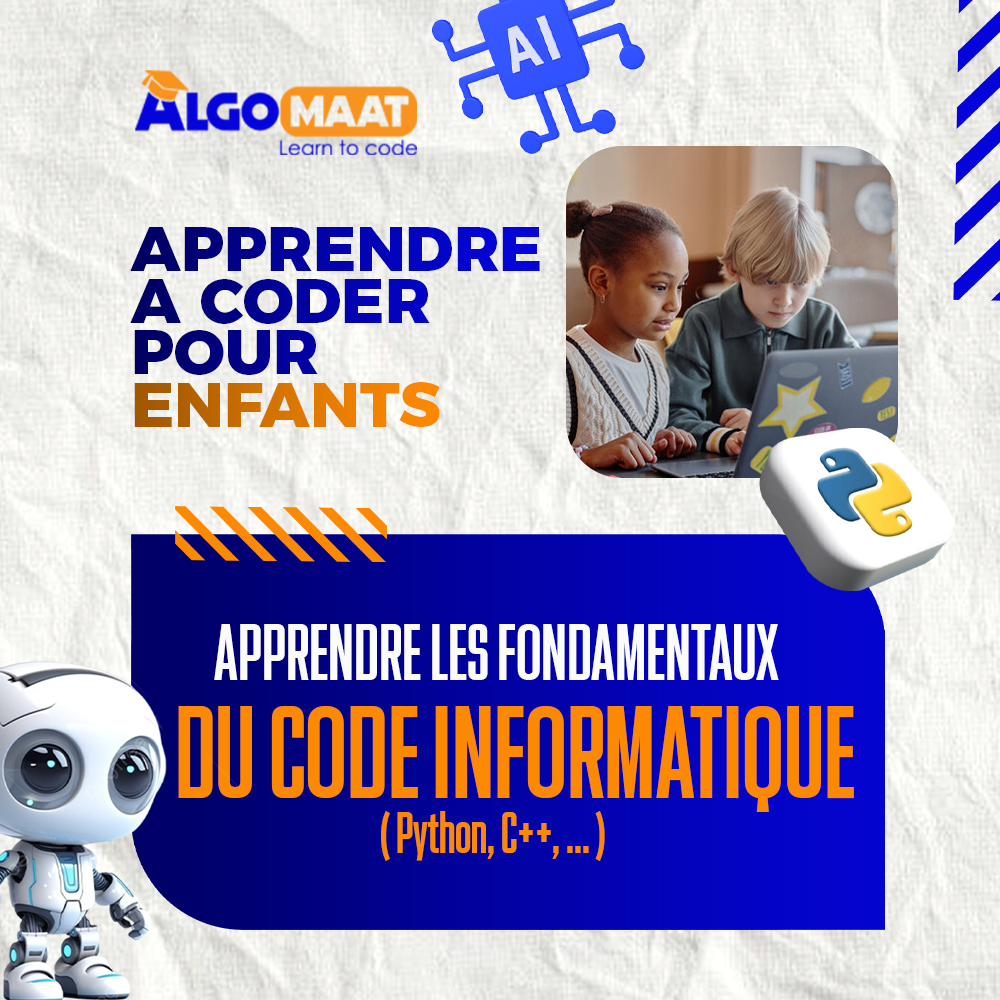 AI
ALGOMAAT
Learn to code
APPRENDRE
A CODER
POUR
ENFANTS
APPRENDRE LES FONDAMENTAUX
DU CODE INFORMATIQUE
( Python, C++, ... )